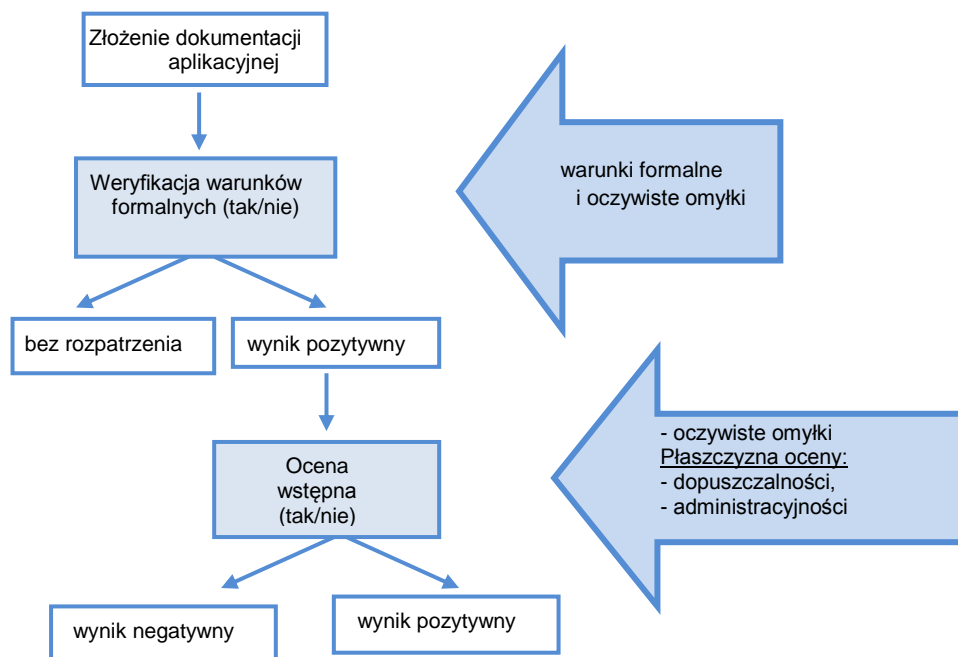 Złożenie dokumentacji
aplikacyjnej
Weryfikacja warunków
formalnych (tak/nie)
warunki formalne
i oczywiste omyłki
bez rozpatrzenia
wynik pozytywny
Ocena
wstępna
(tak/nie)
- oczywiste omyłki
Płaszczyzna oceny:
- dopuszczalności,
- administracyjności
wynik negatywny
wynik pozytywny